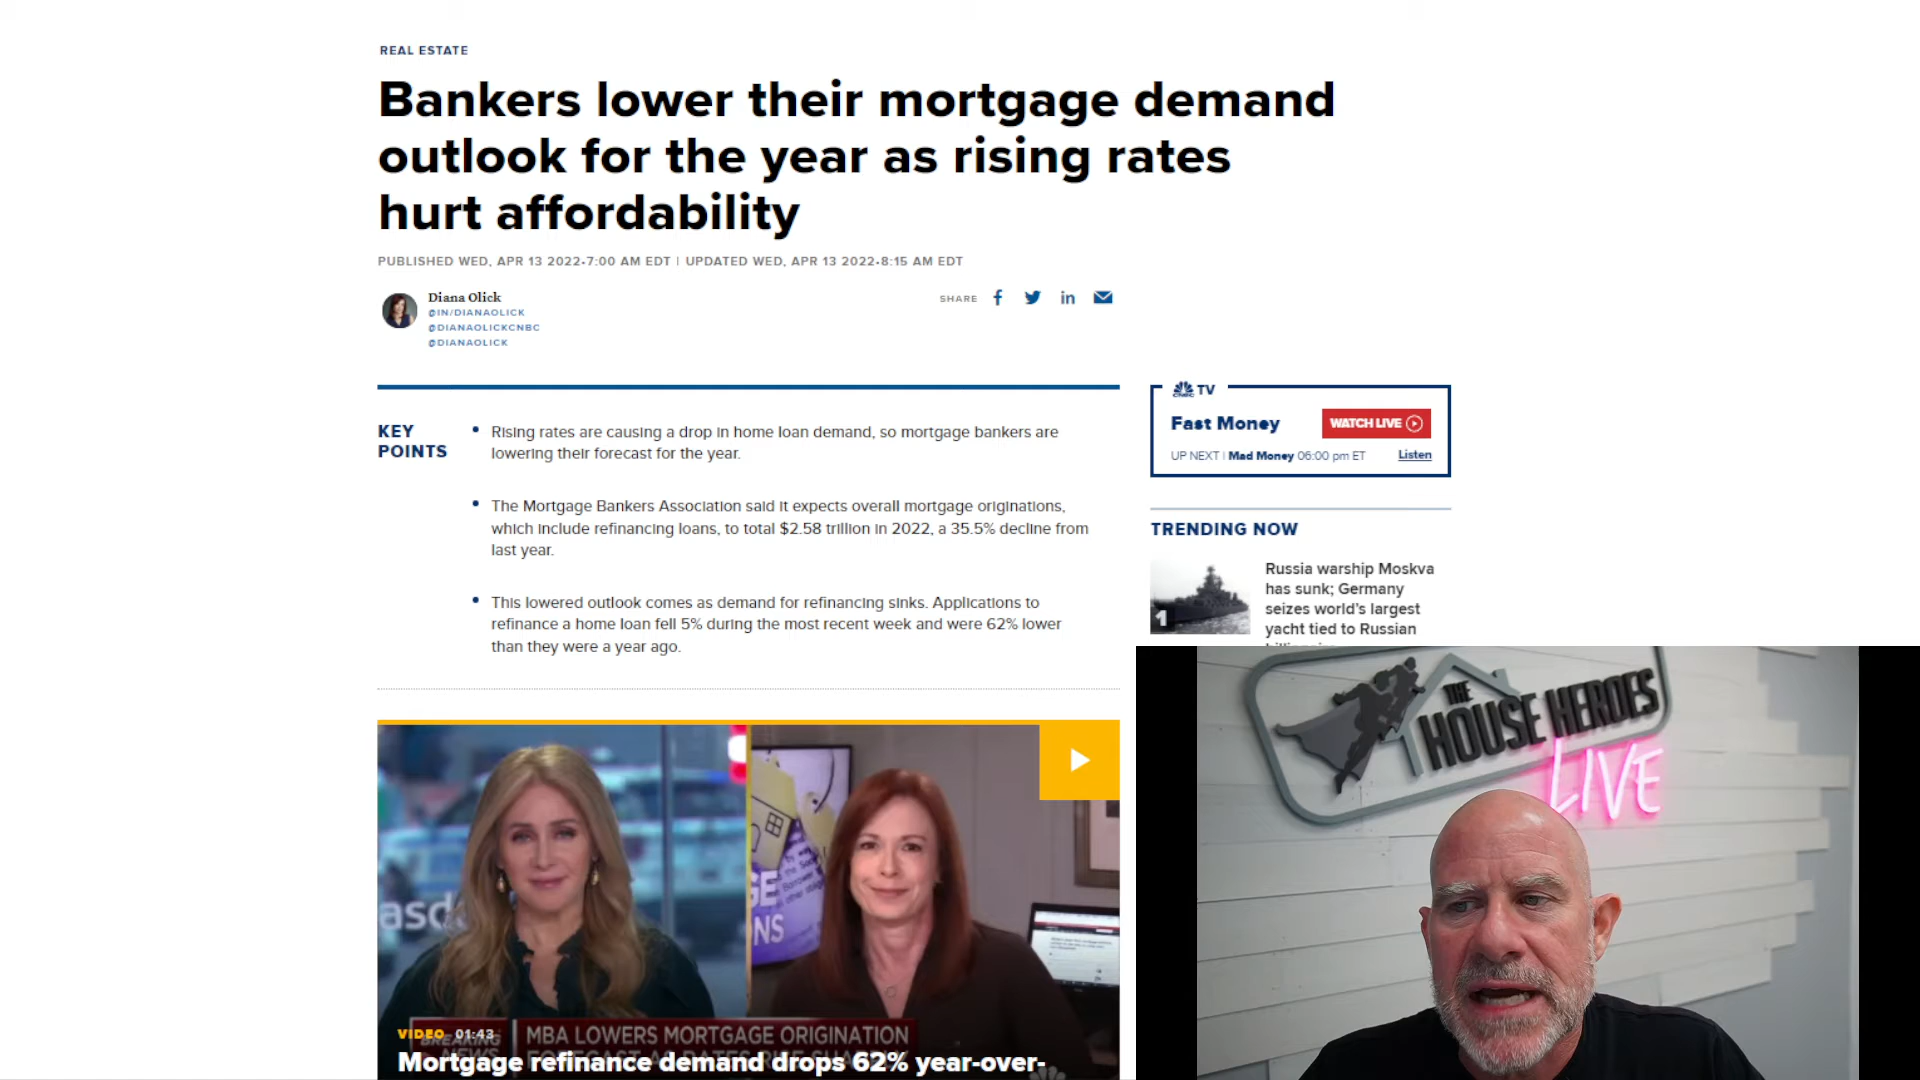 REAL ESTATE
Bankers lower their mortgage demand
outlook for the year as rising rates
hurt affordability
PUBLISHED WED, APR 13 2022•7:00 AM EDT | UPDATED WED, APR 13 2022•8:15 AM EDT
Diana Olick
@IN/DIANAOLICK
@DIANAOLICKCNBC
@DIANAOLICK
SHARE
KEY
POINTS
Rising rates are causing a drop in home loan demand, so mortgage bankers are
lowering their forecast for the year.
The Mortgage Bankers Association said it expects overall mortgage originations,
which include refinancing loans, to total $2.58 trillion in 2022, a 35.5% decline from
last year.
This lowered outlook comes as demand for refinancing sinks. Applications to
refinance a home loan fell 5% during the most recent week and were 62% lower
than they were a year ago.
CNBC TV
Fast Money
WATCH LIVE
UP NEXT | Mad Money 06:00 pm ET
Listen
TRENDING NOW
1
Russia warship Moskva
has sunk; Germany
seizes world's largest
yacht tied to Russian
asd
GE
NS
VIDEO 01:43
BREAKING
NEWS
MBA LOWERS MORTGAGE ORIGINATION
Mortgage refinance demand drops 62% year-over-
THE
HOUSE HEROES
LIVE